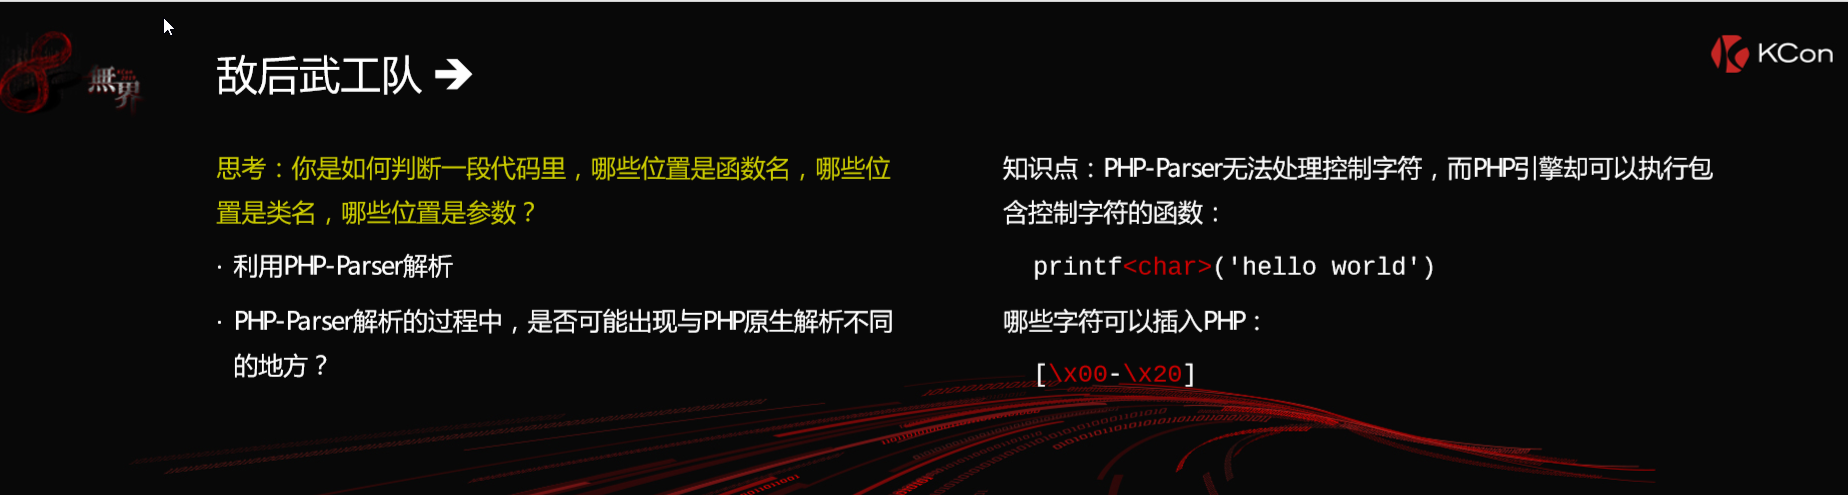 無界
敌后武工队 ➔
KCon
思考：你是如何判断一段代码里，哪些位置是函数名，哪些位
置是类名，哪些位置是参数？
· 利用PHP-Parser解析
· PHP-Parser解析的过程中，是否可能出现与PHP原生解析不同
的地方？
知识点：PHP-Parser无法处理控制字符，而PHP引擎却可以执行包
含控制字符的函数：
printf<char>('hello world')
哪些字符可以插入PHP：
[\x00-\x20]